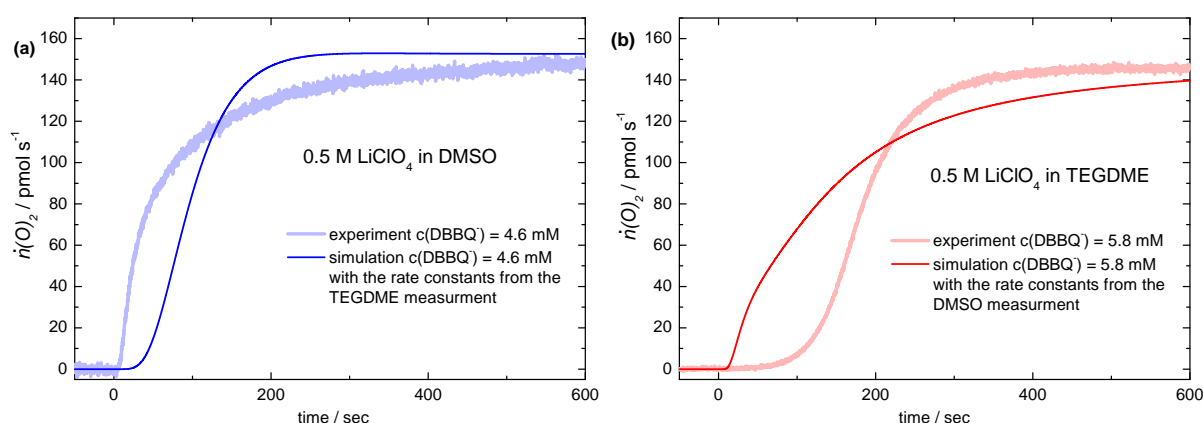 (a)
160
140
120
100
80
60
40
20
0
ṅ(O)₂ / pmol s⁻¹
0.5 M LiClO₄ in DMSO
experiment c(DBBQ⁻) = 4.6 mM
simulation c(DBBQ⁻) = 4.6 mM
with the rate constants from the
TEGDME measurment
0 200 400 600
time / sec
(b)
160
140
120
100
80
60
40
20
0
ṅ(O)₂ / pmol s⁻¹
0.5 M LiClO₄ in TEGDME
experiment c(DBBQ⁻) = 5.8 mM
simulation c(DBBQ⁻) = 5.8 mM
with the rate constants from the
DMSO measurment
0 200 400 600
time / sec